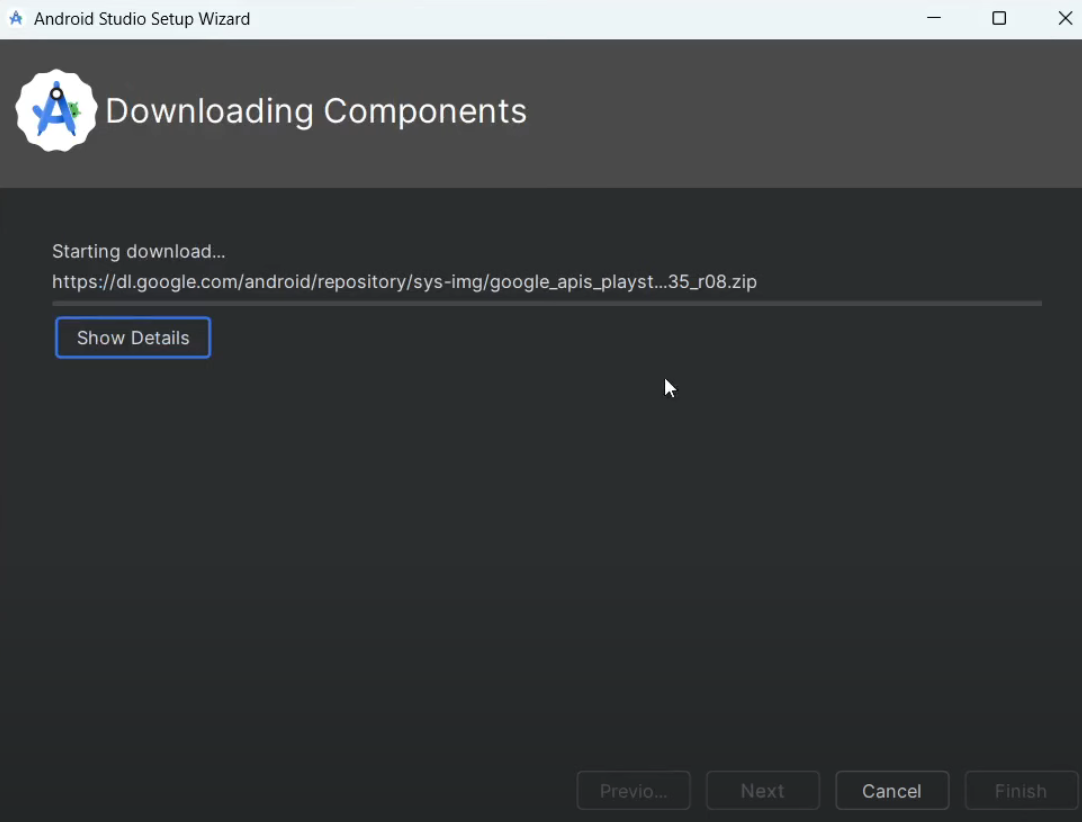 Android Studio Setup Wizard
Downloading Components
Starting download...
https://dl.google.com/android/repository/sys-img/google_apis_playst...35_r08.zip
Show Details
Previo...
Next
Cancel
Finish